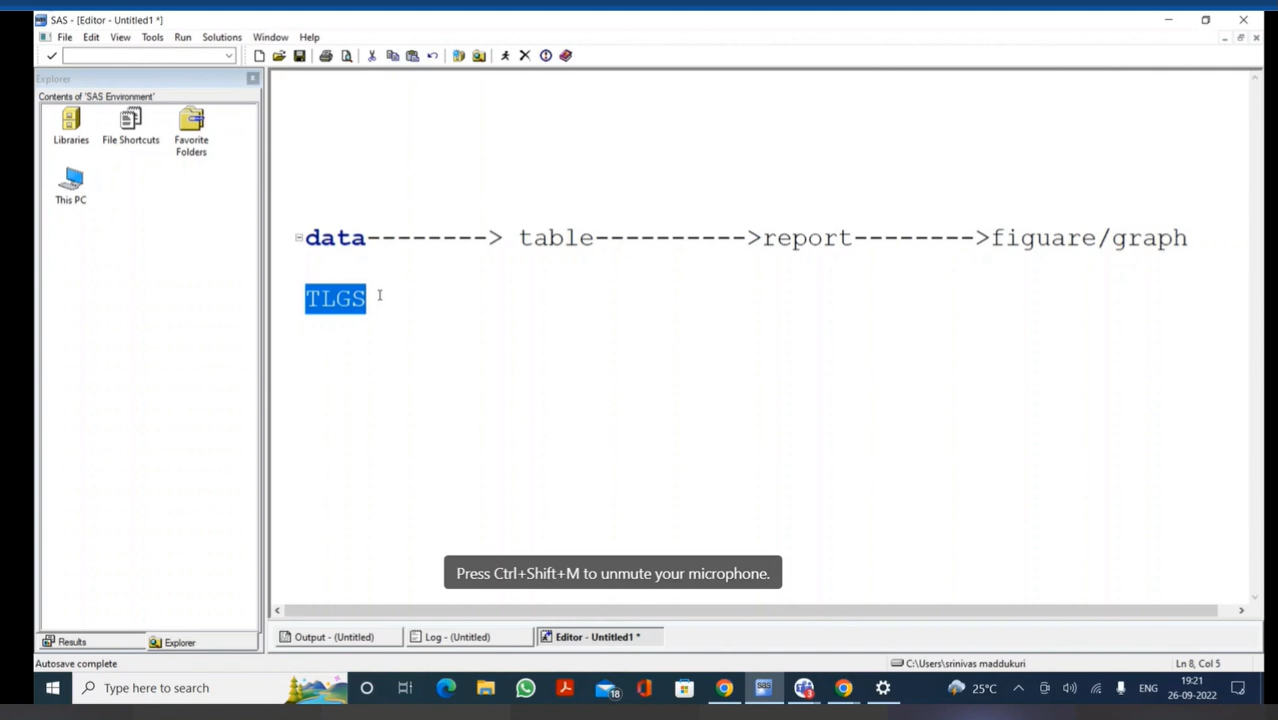 SAS - [Editor - Untitled1 *]
File Edit View Tools Run Solutions Window Help
Explorer
Contents of 'SAS Environment'
Libraries File Shortcuts Favorite Folders
This PC
data--------> table---------->report-------->figuare/graph
TLGS
Press Ctrl+Shift+M to unmute your microphone.
Results Explorer
Output - (Untitled) Log - (Untitled) Editor - Untitled1 *
Autosave complete C:\Users\srinivas maddukuri Ln 8, Col 5
Type here to search 18 SAS 25°C ENG 19:21
26-09-2022